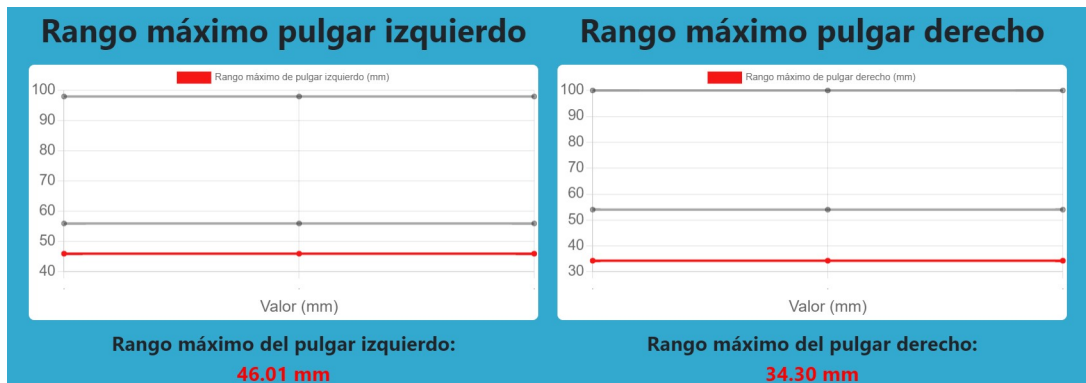 Rango máximo pulgar izquierdo
Rango máximo de pulgar izquierdo (mm)
100
90
80
70
60
50
40
Valor (mm)
Rango máximo del pulgar izquierdo:
46.01 mm
Rango máximo pulgar derecho
Rango máximo de pulgar derecho (mm)
100
90
80
70
60
50
40
30
Valor (mm)
Rango máximo del pulgar derecho:
34.30 mm